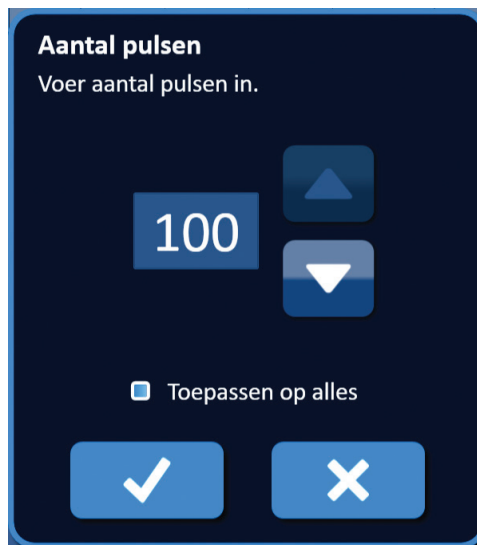 Aantal pulsen
Voer aantal pulsen in.
100
Toepassen op alles